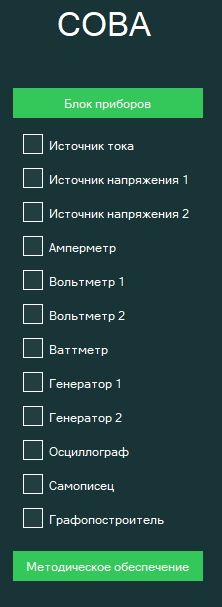 СОВА
Блок приборов
Источник тока
Источник напряжения 1
Источник напряжения 2
Амперметр
Вольтметр 1
Вольтметр 2
Ваттметр
Генератор 1
Генератор 2
Осциллограф
Самописец
Графопостроитель
Методическое обеспечение